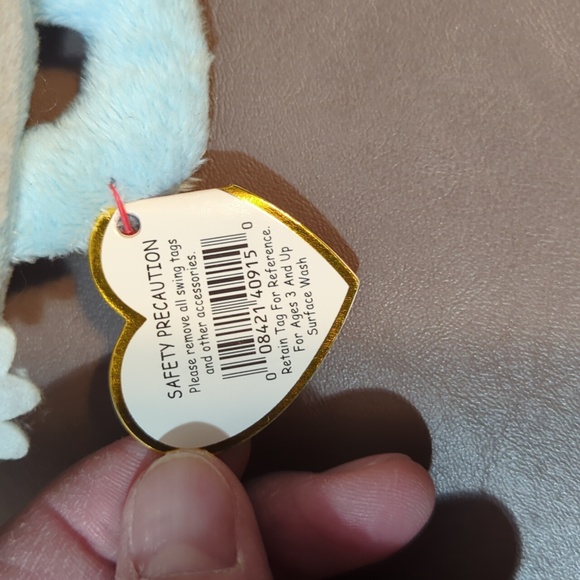 SAFETY PRECAUTION
Please remove all swing tags
and other accessories.
0 08421 40915 0
Retain Tag For Reference.
For Ages 3 And Up
Surface Wash